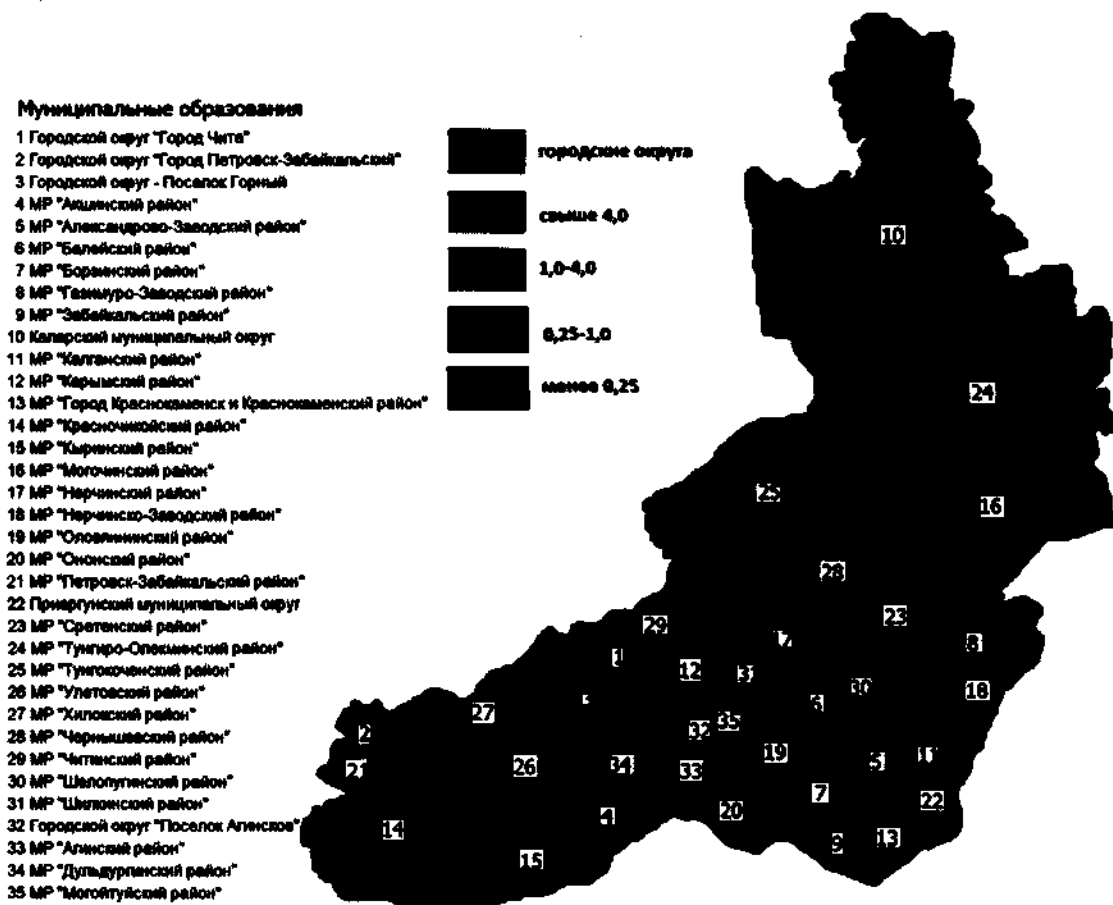 Муниципальные образования
1 Городской округ "Город Чита"
2 Городской округ "Город Петровск-Забайкальский"
3 Городской округ - Поселок Горный
4 МР "Акшинский район"
5 МР "Александрово-Заводский район"
6 МР "Балейский район"
7 МР "Борзинский район"
8 МР "Газимуро-Заводский район"
9 МР "Забайкальский район"
10 Каларский муниципальный округ
11 МР "Калганский район"
12 МР "Карымский район"
13 МР "Город Краснокаменск и Краснокаменский район"
14 МР "Красночикойский район"
15 МР "Кыринский район"
16 МР "Могочинский район"
17 МР "Нерчинский район"
18 МР "Нерчинско-Заводский район"
19 МР "Оловяннинский район"
20 МР "Ононский район"
21 МР "Петровск-Забайкальский район"
22 Приаргунский муниципальный округ
23 МР "Сретенский район"
24 МР "Тунгиро-Олекминский район"
25 МР "Тунгокоченский район"
26 МР "Улетовский район"
27 МР "Хилокский район"
28 МР "Чернышевский район"
29 МР "Читинский район"
30 МР "Шелопугинский район"
31 МР "Шилкинский район"
32 Городской округ "Поселок Агинское"
33 МР "Агинский район"
34 МР "Дульдургинский район"
35 МР "Могойтуйский район"
городские округа
свыше 4,0
1,0-4,0
0,25-1,0
менее 0,25
10
24
25
16
28
23
29
8
1
12
31
30
18
6
27
35
32
2
19
11
5
21
26
34
33
7
22
20
4
14
13
9
15